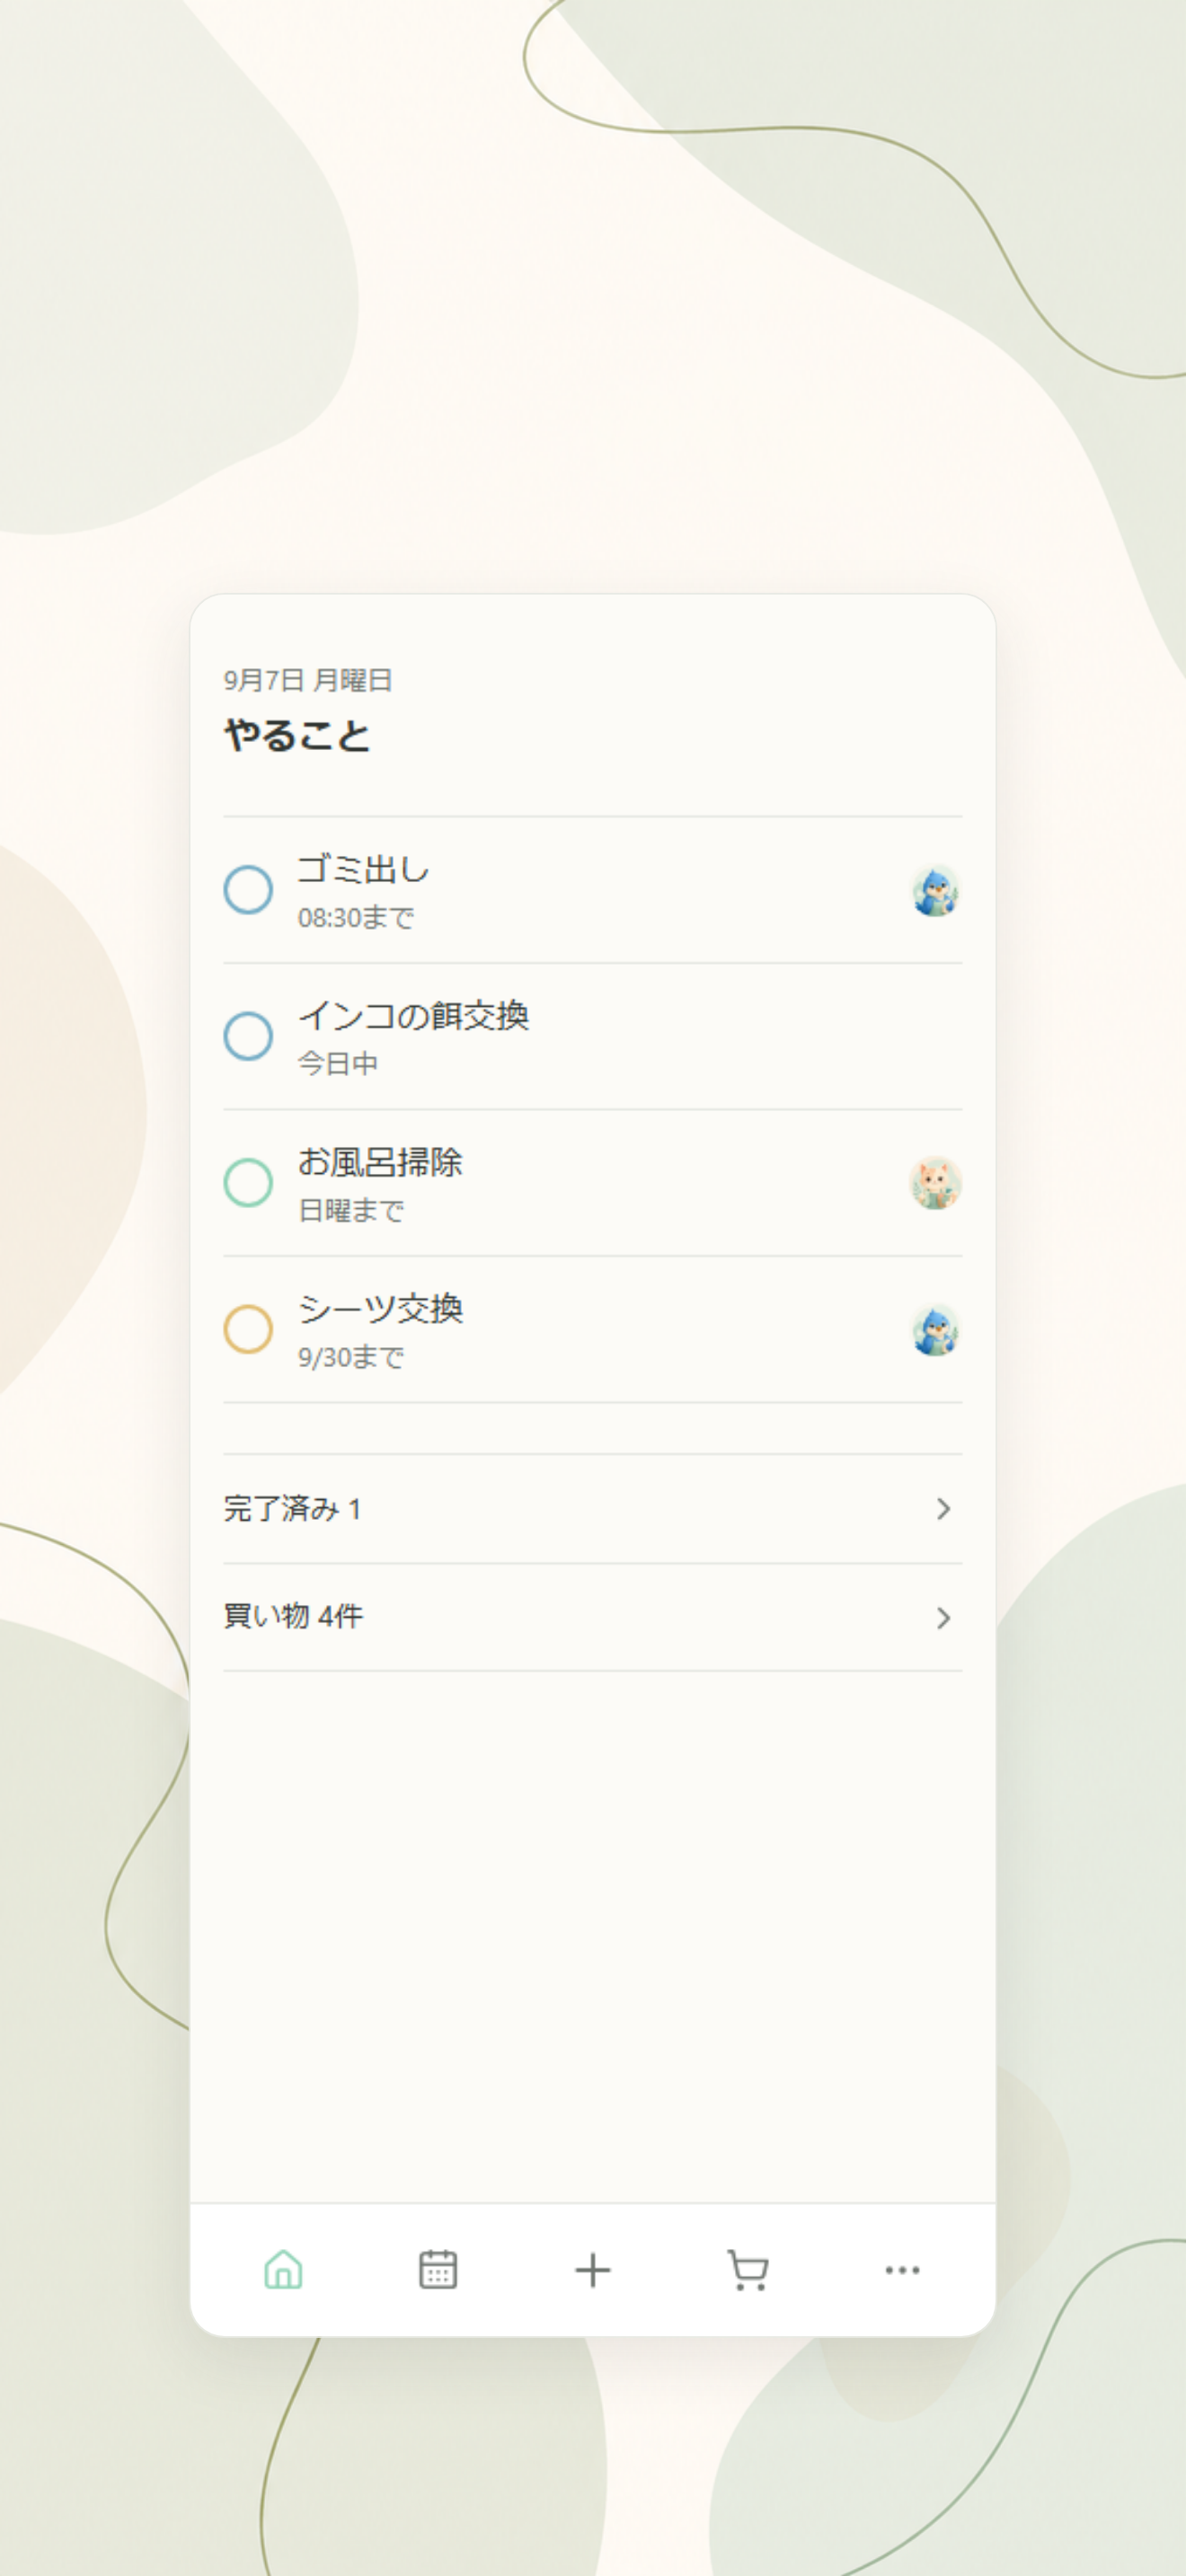 9月7日 月曜日
やること
ゴミ出し
08:30まで
インコの餌交換
今日中
お風呂掃除
日曜まで
シーツ交換
9/30まで
完了済み 1
買い物 4件